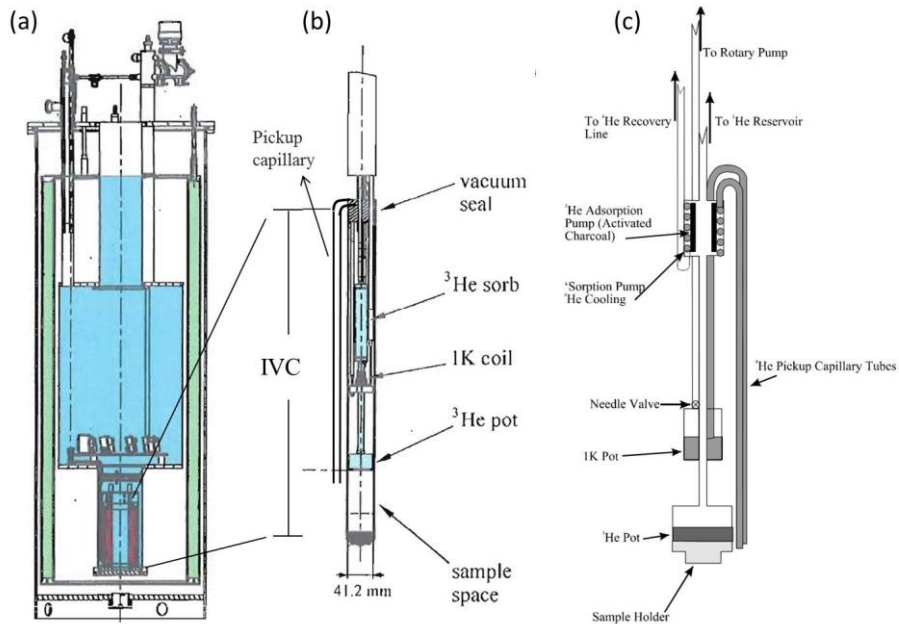 (a)
(b)
(c)
Pickup
capillary
IVC
vacuum
seal
³He sorb
1K coil
³He pot
sample
space
41.2 mm
To Rotary Pump
To ³He Recovery
Line
To ³He Reservoir
³He Adsorption
Pump (Activated
Charcoal)
⁴Sorption Pump
⁴He Cooling
⁴He Pickup Capillary Tubes
Needle Valve
1K Pot
³He Pot
Sample Holder